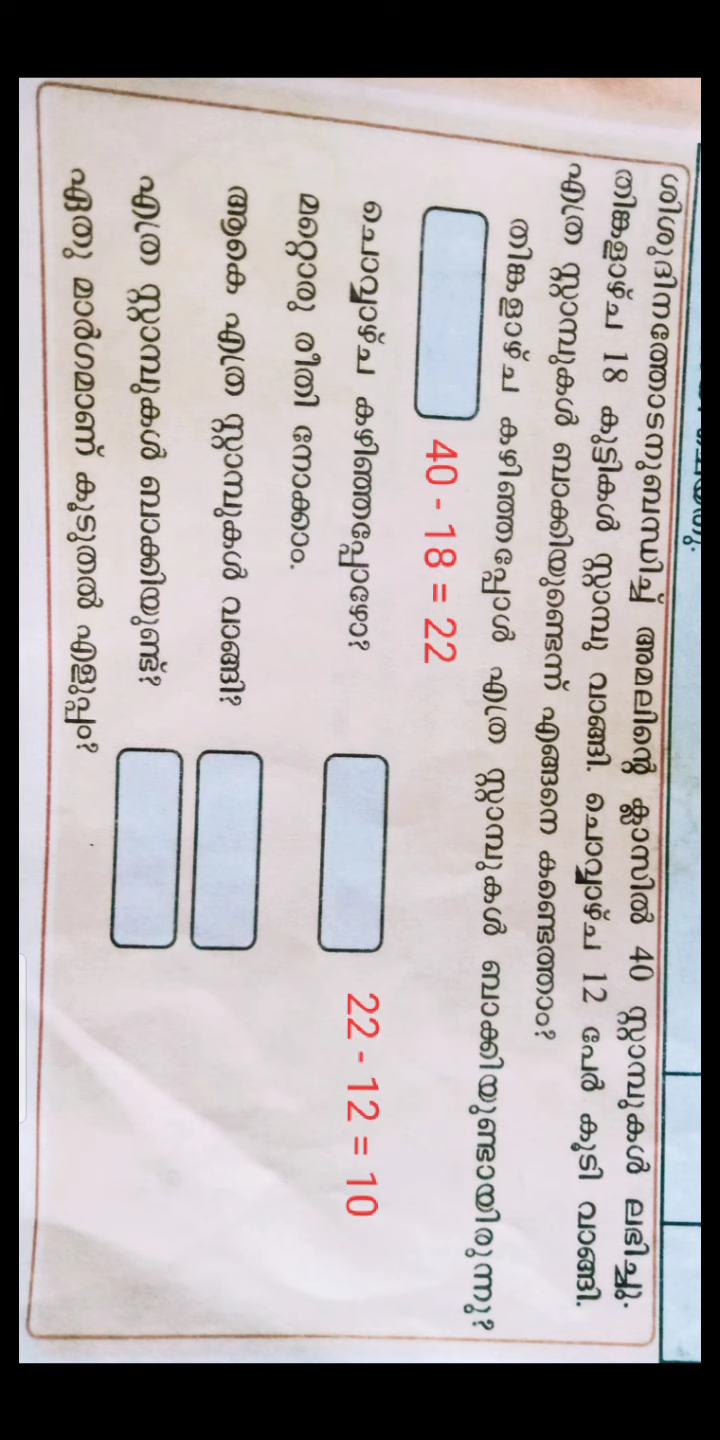 ശിശുദിനത്തോടനുബന്ധിച്ച് അമലിന്റെ ക്ലാസിൽ 40 സ്റ്റാമ്പുകൾ ലഭിച്ചു.
തിങ്കളാഴ്ച 18 കുട്ടികൾ സ്റ്റാമ്പു വാങ്ങി. ചൊവ്വാഴ്ച 12 പേർ കൂടി വാങ്ങി.
എത്ര സ്റ്റാമ്പുകൾ ബാക്കിയുണ്ടെന്ന് എങ്ങനെ കണ്ടെത്താം?
തിങ്കളാഴ്ച കഴിഞ്ഞപ്പോൾ എത്ര സ്റ്റാമ്പുകൾ ബാക്കിയുണ്ടായിരുന്നു?
40 - 18 = 22
ചൊവ്വാഴ്ച കഴിഞ്ഞപ്പോഴോ? 22 - 12 = 10
മറ്റൊരു രീതി നോക്കാം.
ആകെ എത്ര സ്റ്റാമ്പുകൾ വാങ്ങി?
എത്ര സ്റ്റാമ്പുകൾ ബാക്കിയുണ്ട്?
ഏതു മാർഗമാണ് കൂടുതൽ എളുപ്പം?